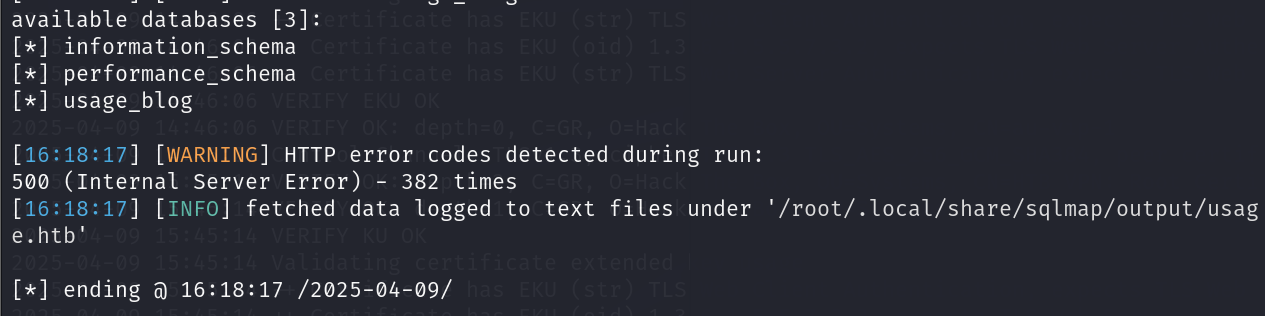 available databases [3]:
[*] information_schema
[*] performance_schema
[*] usage_blog
[16:18:17] [WARNING] HTTP error codes detected during run:
500 (Internal Server Error) - 382 times
[16:18:17] [INFO] fetched data logged to text files under '/root/.local/share/sqlmap/output/usag
e.htb'
[*] ending @ 16:18:17 /2025-04-09/